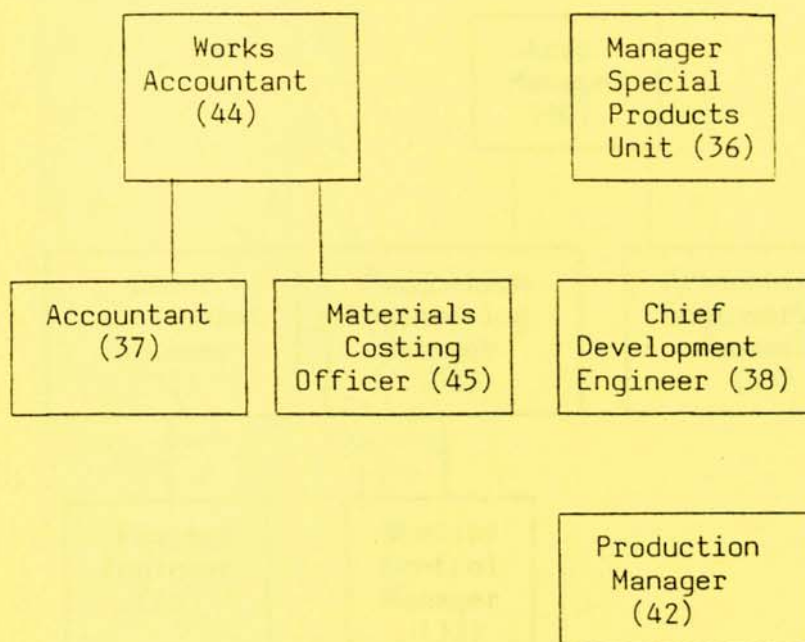 Works
Accountant
(44)
Manager
Special
Products
Unit (36)
Accountant
(37)
Materials
Costing
Officer (45)
Chief
Development
Engineer (38)
Production
Manager
(42)